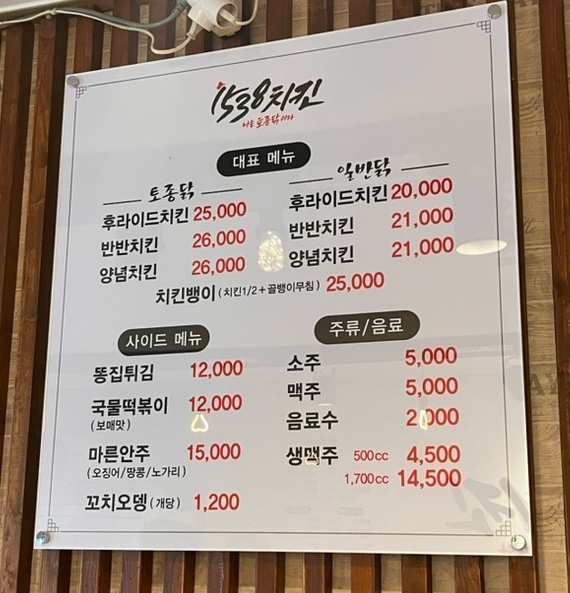 1538치킨
나는 토종닭이다
대표 메뉴
토종닭
후라이드치킨 25,000
반반치킨 26,000
양념치킨 26,000
일반닭
후라이드치킨 20,000
반반치킨 21,000
양념치킨 21,000
치킨뱅이 (치킨1/2+골뱅이무침) 25,000
사이드 메뉴
똥집튀김 12,000
국물떡볶이 12,000
(보매맛)
마른안주 15,000
(오징어/땅콩/노가리)
꼬치오뎅 (개당) 1,200
주류/음료
소주 5,000
맥주 5,000
음료수 2,000
생맥주 500cc 4,500
1,700cc 14,500